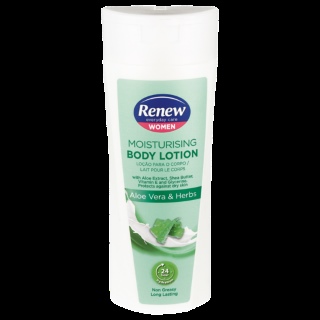 Renew
everyday care
WOMEN
MOISTURISING
BODY LOTION
LOÇÃO PARA O CORPO /
LAIT POUR LE CORPS
with Aloe Extract, Shea Butter,
Vitamin E and Glycerine.
Protects against dry skin
Aloe Vera & Herbs
24
Non Greasy
Long Lasting